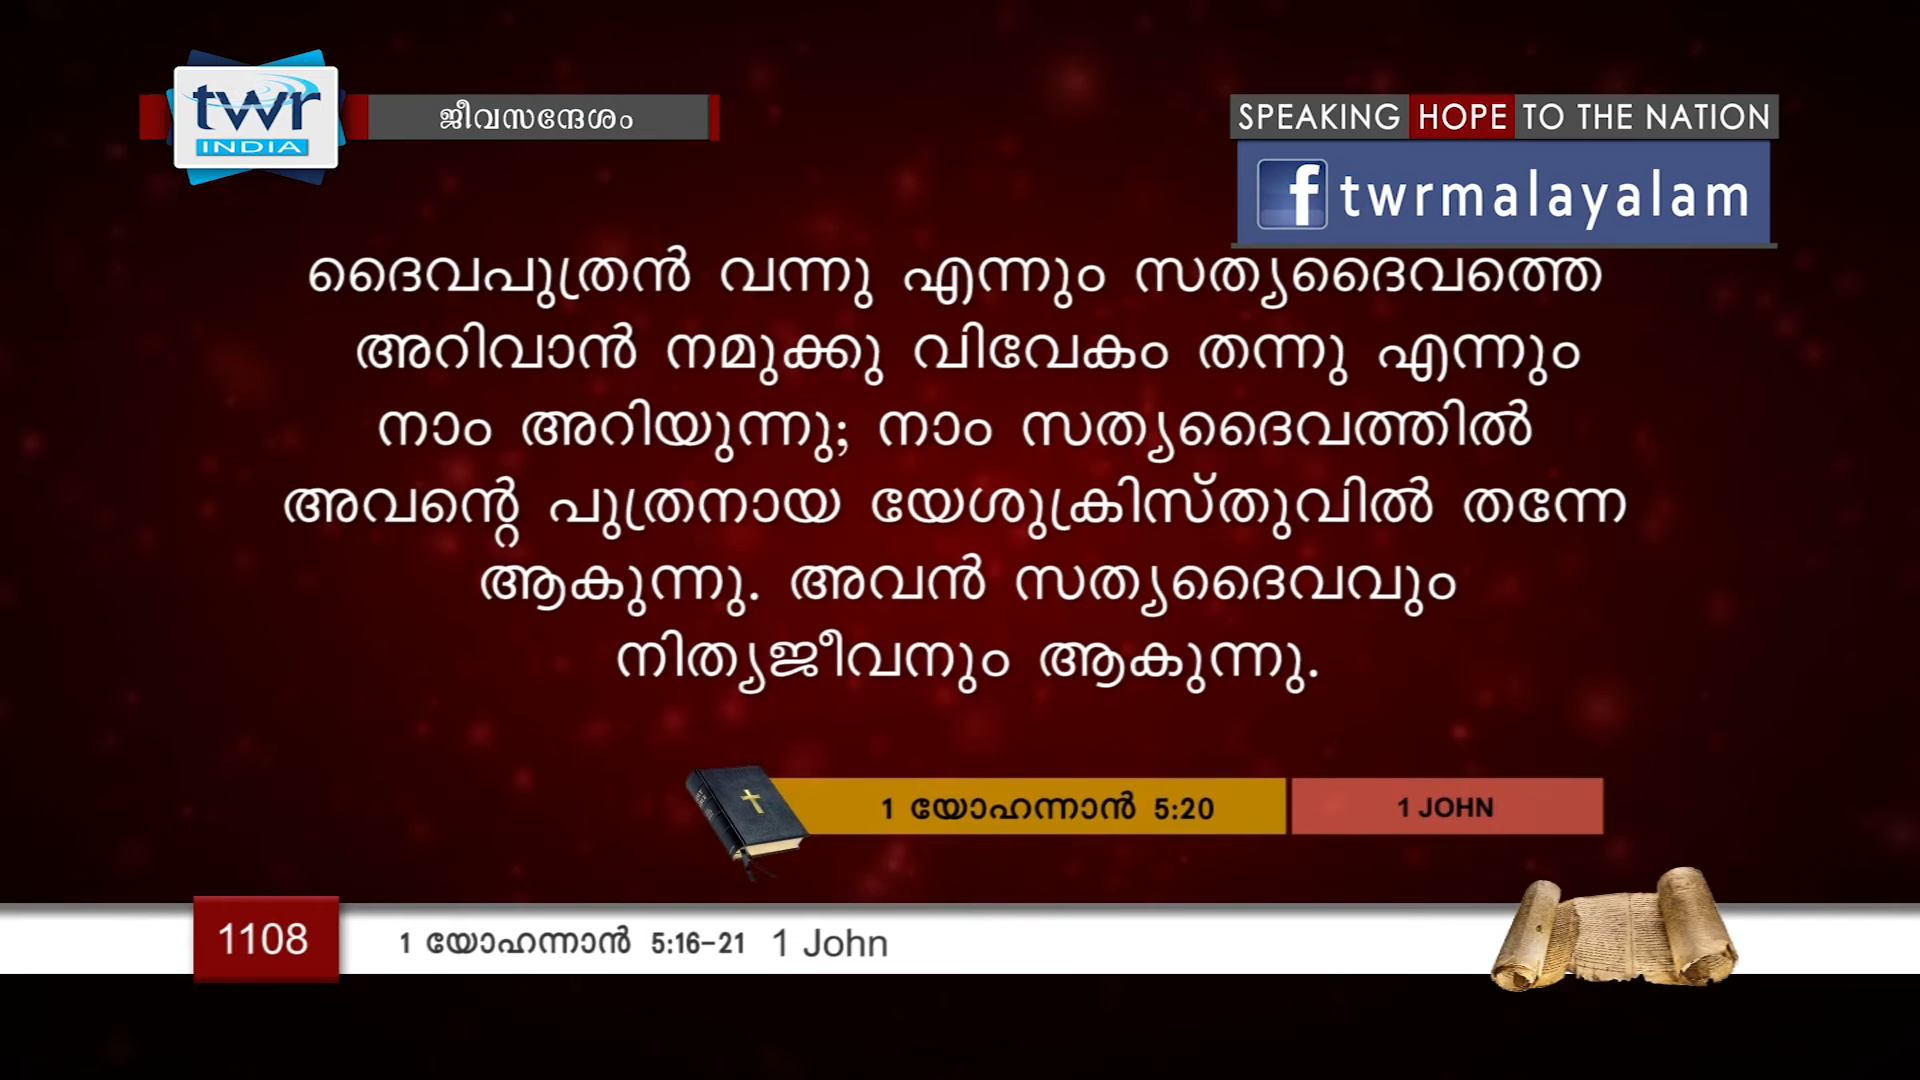 twr
INDIA
ജീവസന്ദേശം
SPEAKING HOPE TO THE NATION
f twrmalayalam
ദൈവപുത്രൻ വന്നു എന്നും സത്യദൈവത്തെ
അറിവാൻ നമുക്കു വിവേകം തന്നു എന്നും
നാം അറിയുന്നു; നാം സത്യദൈവത്തിൽ
അവന്റെ പുത്രനായ യേശുക്രിസ്തുവിൽ തന്നേ
ആകുന്നു. അവൻ സത്യദൈവവും
നിത്യജീവനും ആകുന്നു.
1 യോഹന്നാൻ 5:20
1 JOHN
1108
1 യോഹന്നാൻ 5:16-21 1 John